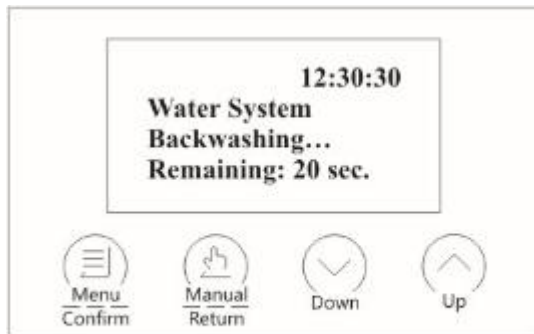 12:30:30
Water System
Backwashing...
Remaining: 20 sec.
Menu
Confirm
Manual
Return
Down
Up